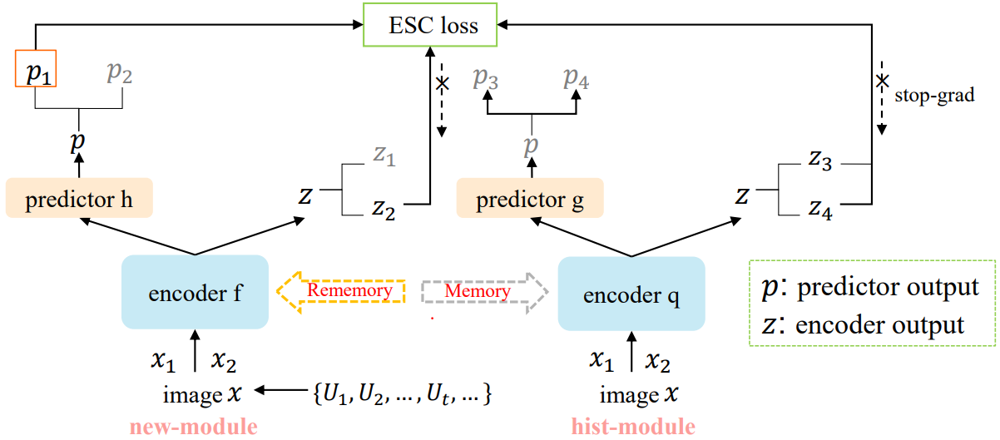 ESC loss
p₁ p₂
p₃ p₄
stop-grad
p
p
z₁
z
z₂
z₃
z
z₄
predictor h
predictor g
encoder f
Rememory
Memory
encoder q
p: predictor output
z: encoder output
x₁ x₂
x₁ x₂
image x
{U₁, U₂, ..., Uₜ, ...}
image x
new-module
hist-module